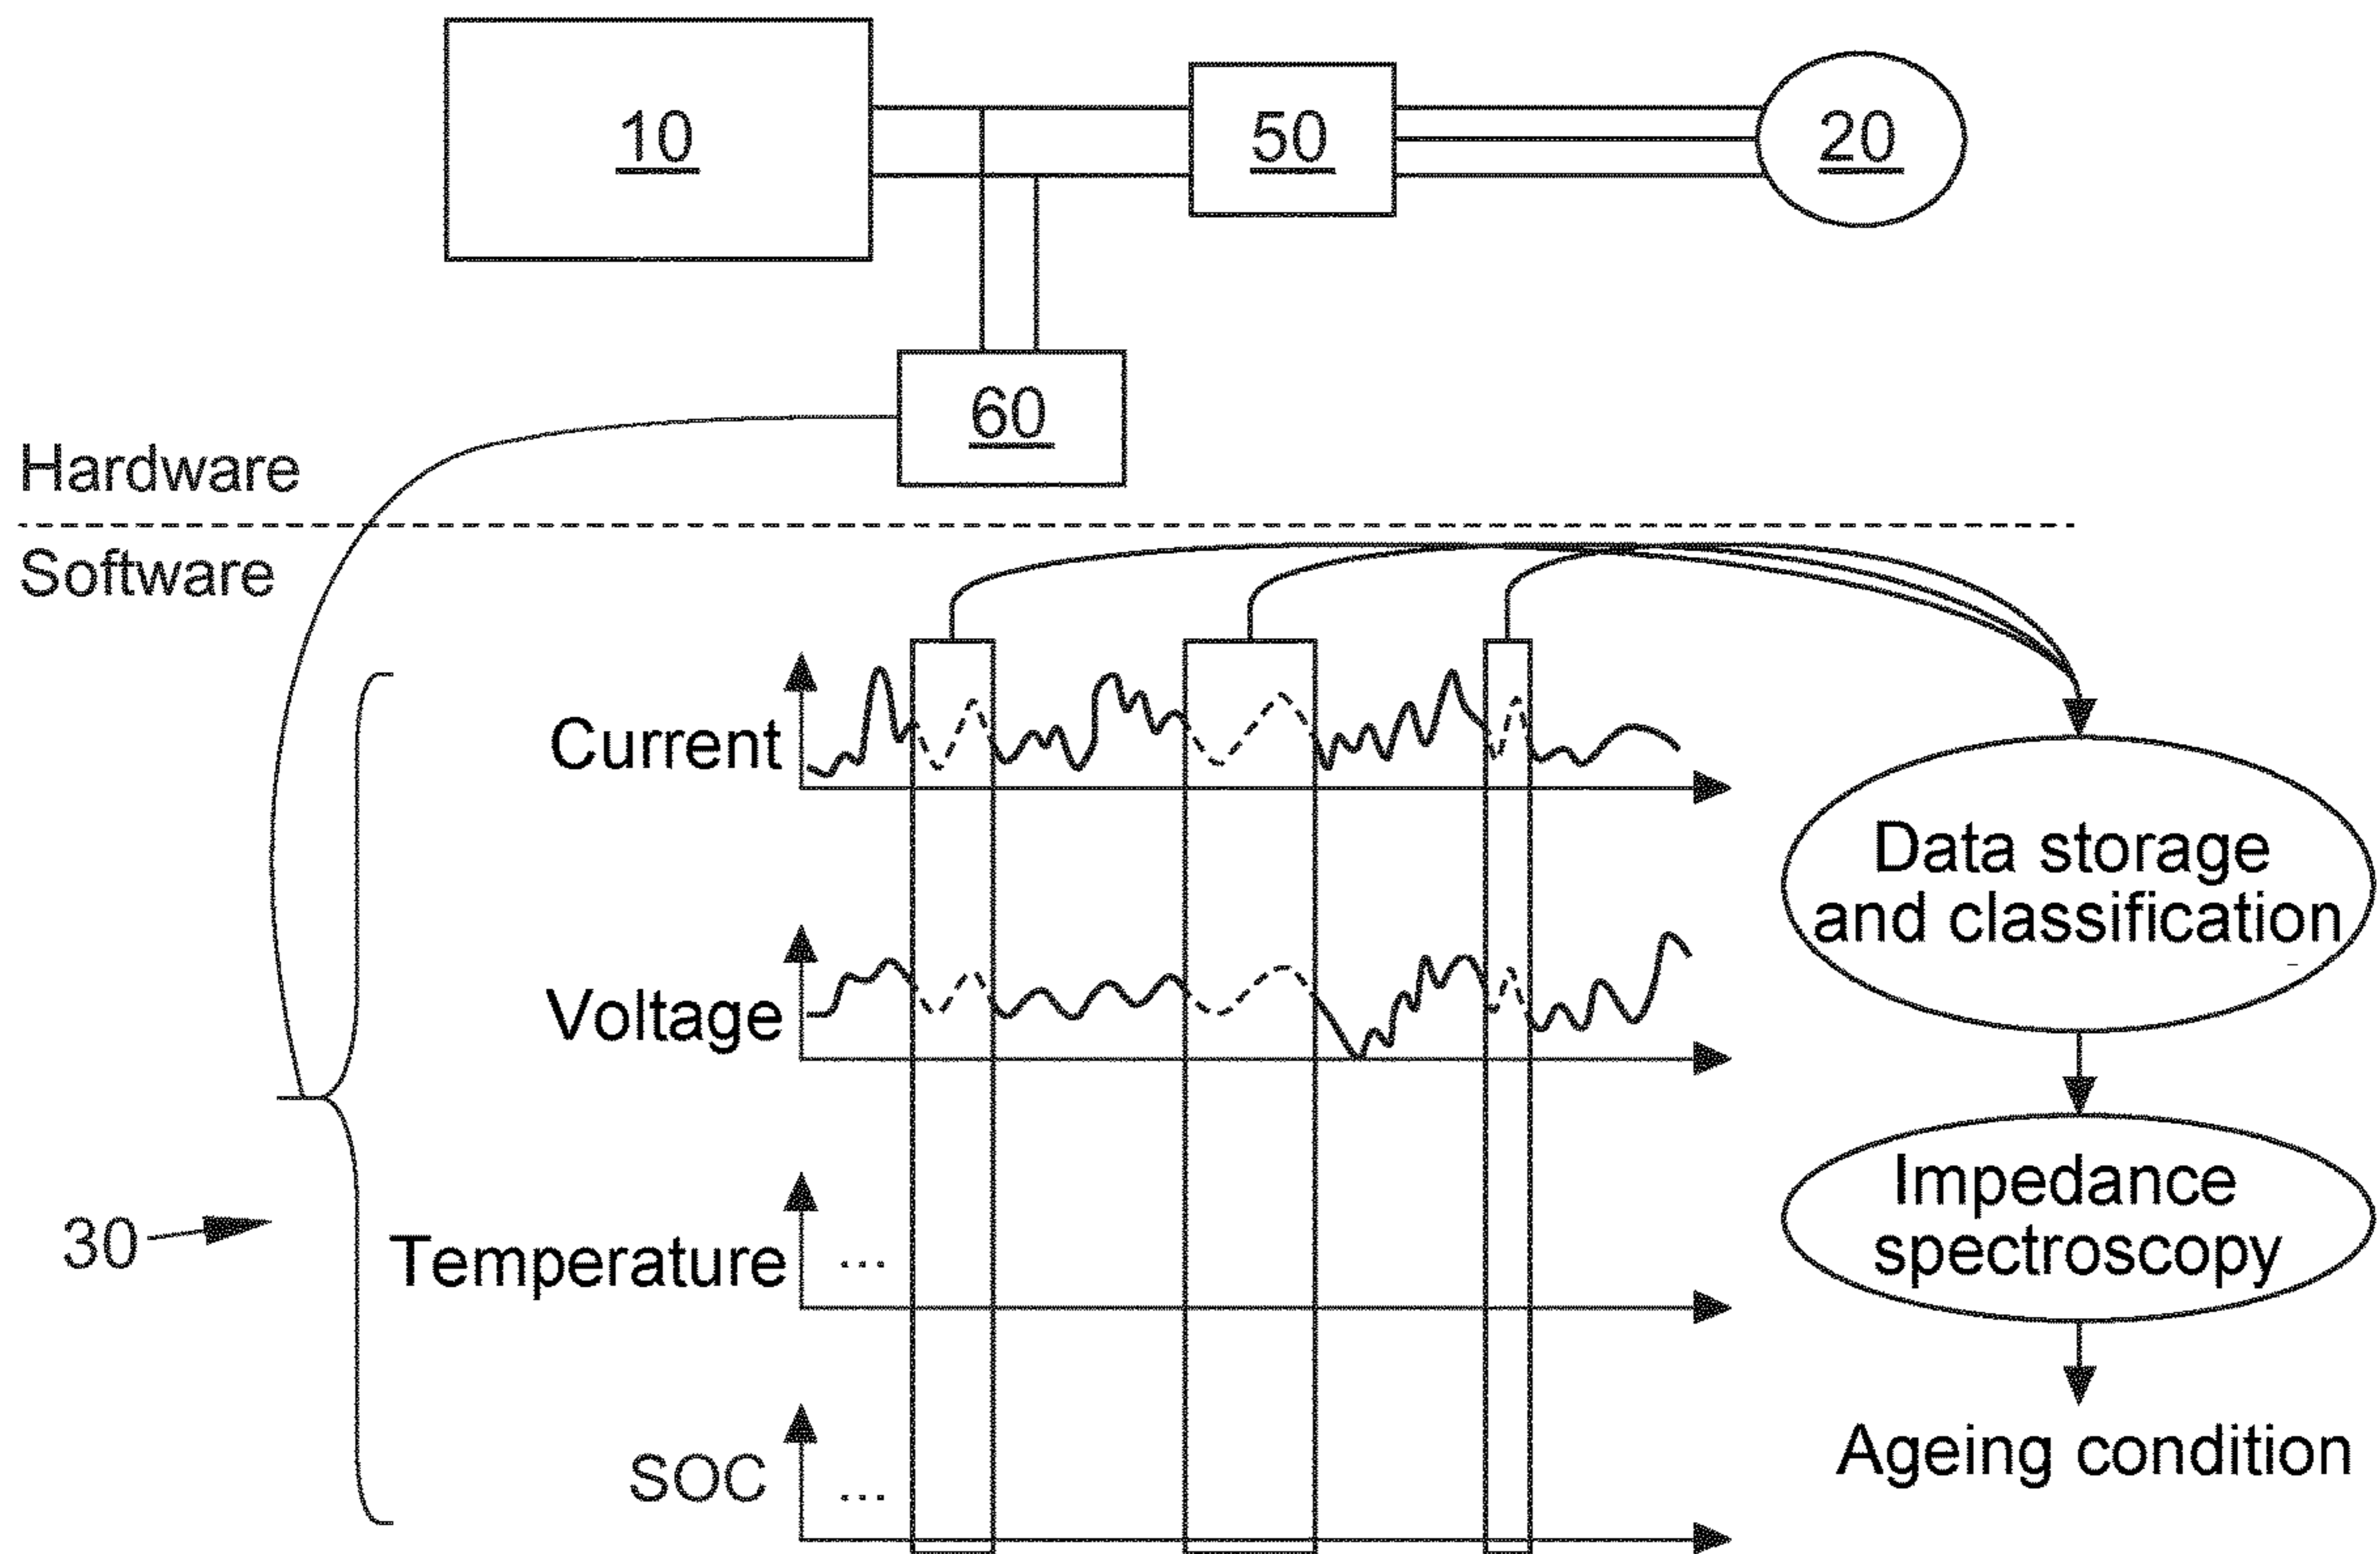 10
50
20
60
Hardware
Software
Current
Voltage
Temperature
...
SOC
...
30
Data storage
and classification
Impedance
spectroscopy
Ageing condition